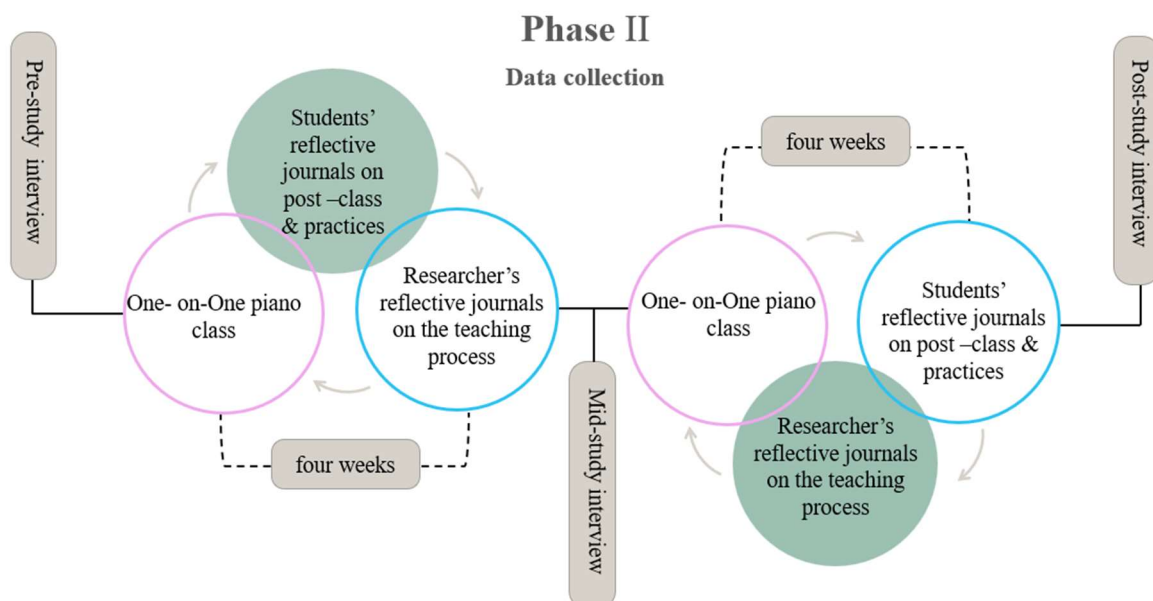 Phase II
Data collection
Pre-study interview
Students’
reflective
journals on
post –class
& practices
One- on-One piano
class
Researcher’s
reflective journals
on the teaching
process
four weeks
Mid-study interview
four weeks
One- on-One piano
class
Students’
reflective journals
on post –class &
practices
Researcher’s
reflective journals
on the teaching
process
Post-study interview